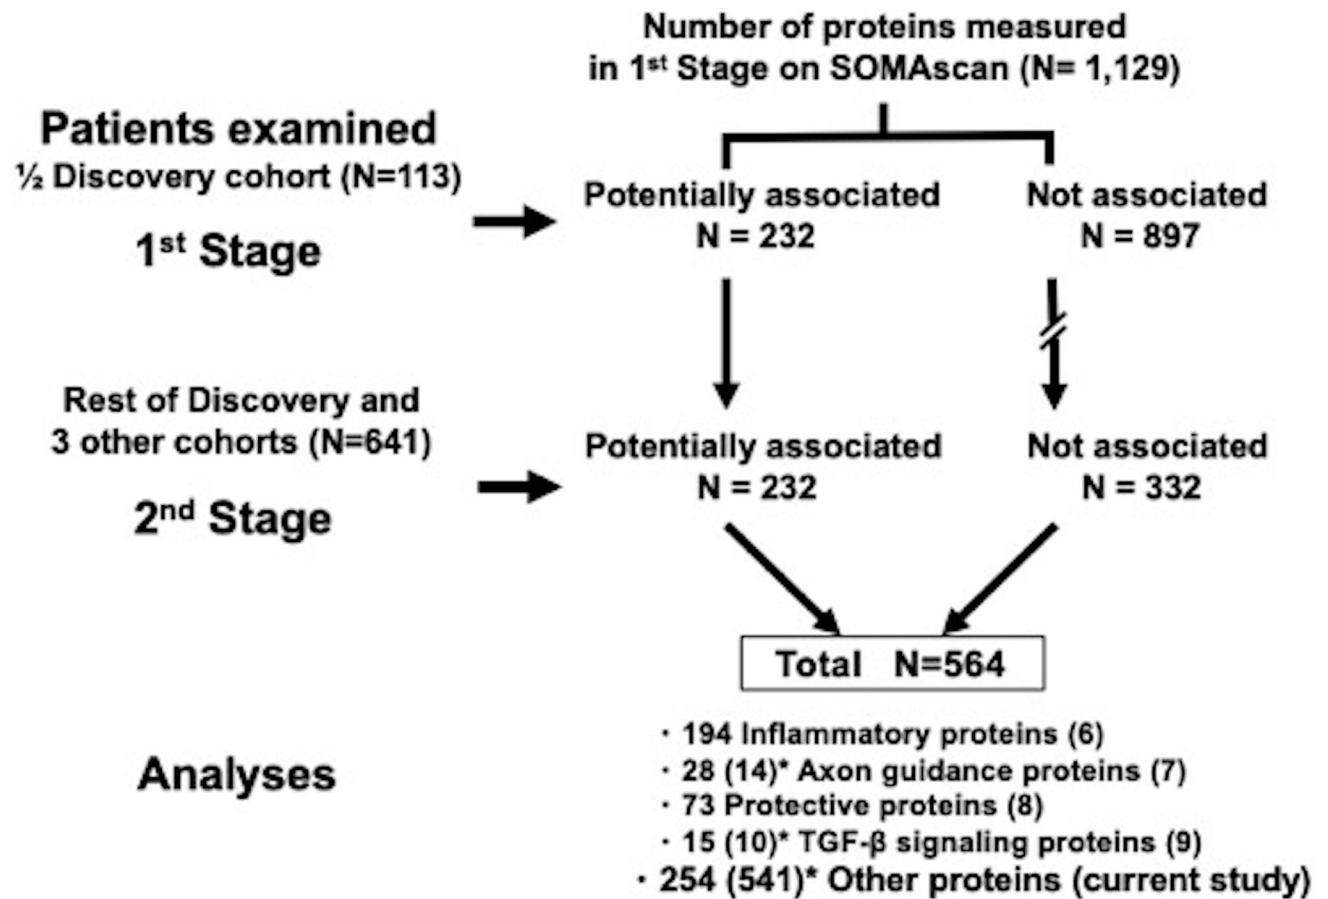 Number of proteins measured
in 1st Stage on SOMAscan (N= 1,129)
Patients examined
½ Discovery cohort (N=113)
1st Stage
Potentially associated
N = 232
Not associated
N = 897
Rest of Discovery and
3 other cohorts (N=641)
2nd Stage
Potentially associated
N = 232
Not associated
N = 332
Total N=564
Analyses
· 194 Inflammatory proteins (6)
· 28 (14)* Axon guidance proteins (7)
· 73 Protective proteins (8)
· 15 (10)* TGF-β signaling proteins (9)
· 254 (541)* Other proteins (current study)